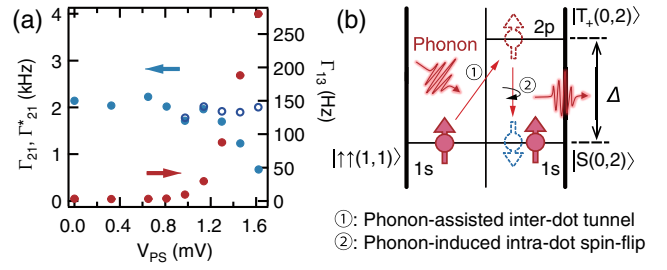 (a)
4
3
2
1
0
Γ₂₁, Γ*₂₁ (kHz)
250
200
150
100
50
0
Γ₁₃ (Hz)
0.0 0.4 0.8 1.2 1.6
V_PS (mV)
(b)
|T₊(0,2)⟩
2p
Phonon
①
②
Δ
|↑↑(1,1)⟩
1s
1s
|S(0,2)⟩
①: Phonon-assisted inter-dot tunnel
②: Phonon-induced intra-dot spin-flip